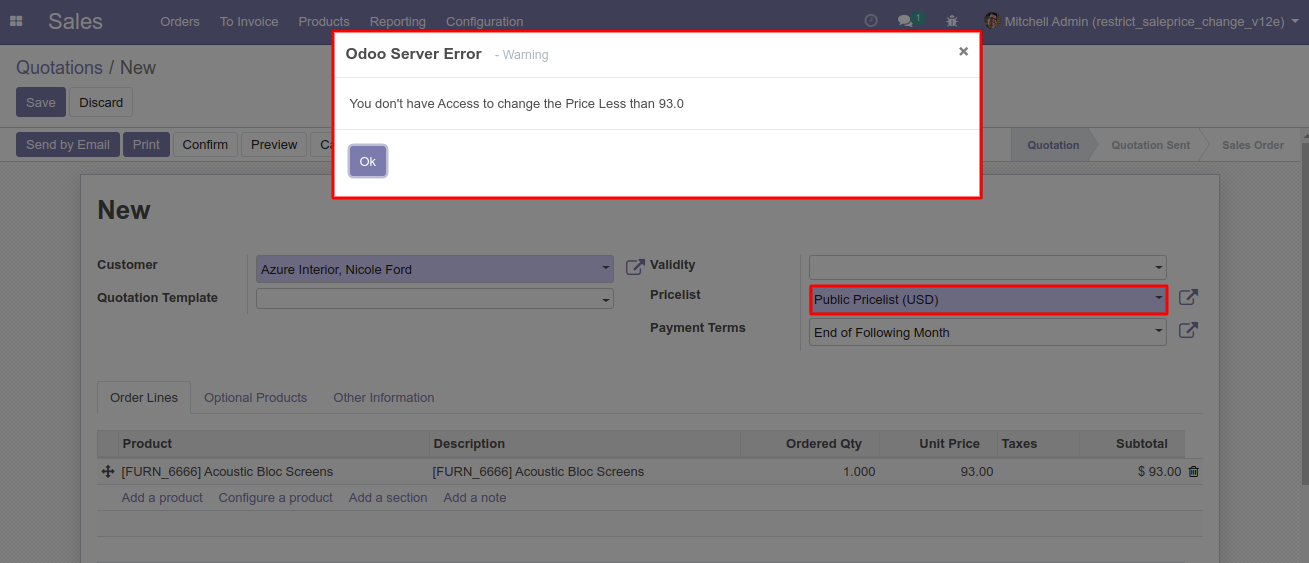 Sales Orders To Invoice Products Reporting Configuration 1 Mitchell Admin (restrict_saleprice_change_v12e)
Odoo Server Error - Warning ×
Quotations / New
Save Discard
You don't have Access to change the Price Less than 93.0
Send by Email Print Confirm Preview Ca Quotation Quotation Sent Sales Order
Ok
New
Customer Azure Interior, Nicole Ford Validity
Quotation Template Pricelist Public Pricelist (USD)
Payment Terms End of Following Month
Order Lines Optional Products Other Information
Product Description Ordered Qty Unit Price Taxes Subtotal
[FURN_6666] Acoustic Bloc Screens [FURN_6666] Acoustic Bloc Screens 1.000 93.00 $ 93.00
Add a product Configure a product Add a section Add a note